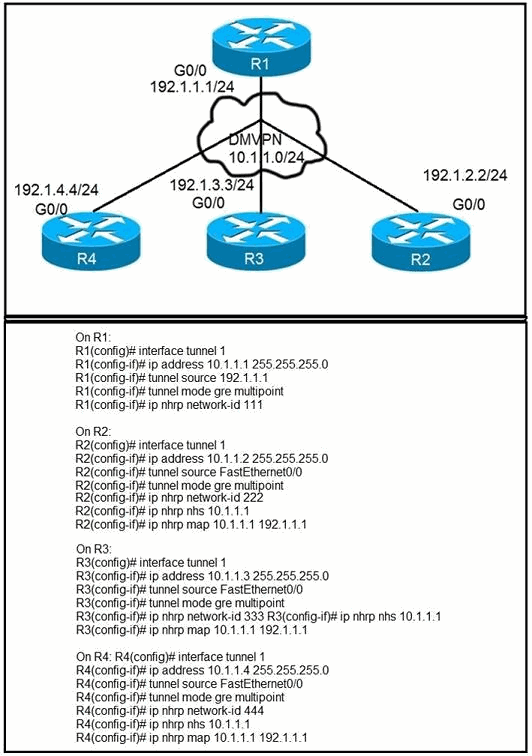 R1
G0/0
192.1.1.1/24
DMVPN
10.1.1.0/24
192.1.4.4/24
G0/0
192.1.3.3/24
G0/0
192.1.2.2/24
G0/0
R4
R3
R2
On R1:
R1(config)# interface tunnel 1
R1(config-if)# ip address 10.1.1.1 255.255.255.0
R1(config-if)# tunnel source 192.1.1.1
R1(config-if)# tunnel mode gre multipoint
R1(config-if)# ip nhrp network-id 111
On R2:
R2(config)# interface tunnel 1
R2(config-if)# ip address 10.1.1.2 255.255.255.0
R2(config-if)# tunnel source FastEthernet0/0
R2(config-if)# tunnel mode gre multipoint
R2(config-if)# ip nhrp network-id 222
R2(config-if)# ip nhrp nhs 10.1.1.1
R2(config-if)# ip nhrp map 10.1.1.1 192.1.1.1
On R3:
R3(config)# interface tunnel 1
R3(config-if)# ip address 10.1.1.3 255.255.255.0
R3(config-if)# tunnel source FastEthernet0/0
R3(config-if)# tunnel mode gre multipoint
R3(config-if)# ip nhrp network-id 333 R3(config-if)# ip nhrp nhs 10.1.1.1
R3(config-if)# ip nhrp map 10.1.1.1 192.1.1.1
On R4: R4(config)# interface tunnel 1
R4(config-if)# ip address 10.1.1.4 255.255.255.0
R4(config-if)# tunnel source FastEthernet0/0
R4(config-if)# tunnel mode gre multipoint
R4(config-if)# ip nhrp network-id 444
R4(config-if)# ip nhrp nhs 10.1.1.1
R4(config-if)# ip nhrp map 10.1.1.1 192.1.1.1